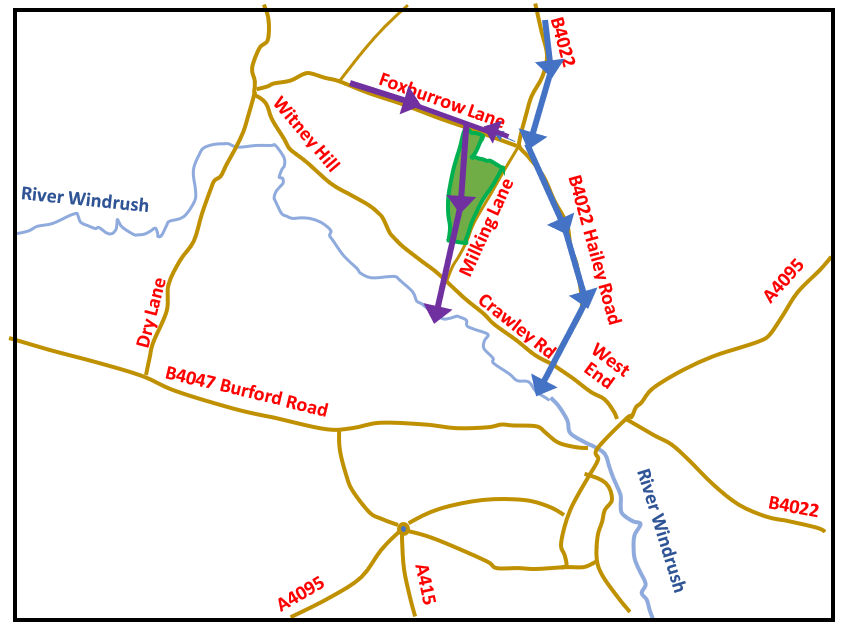 B4022
Foxburrow Lane
Witney Hill
River Windrush
B4022 Hailey Road
Milking Lane
A4095
Dry Lane
Crawley Rd
West
End
B4047 Burford Road
River Windrush
B4022
A4095
A415